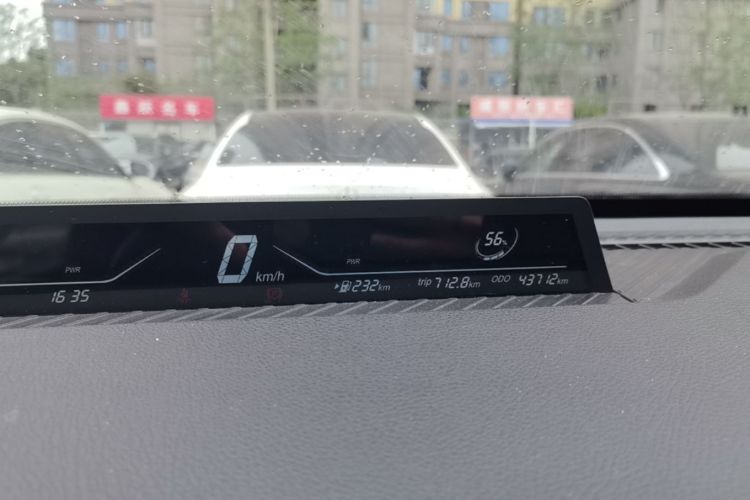 56%
PWR
PWR
0 km/h
16:35
232km
trip 712.8km
ODO 43712km